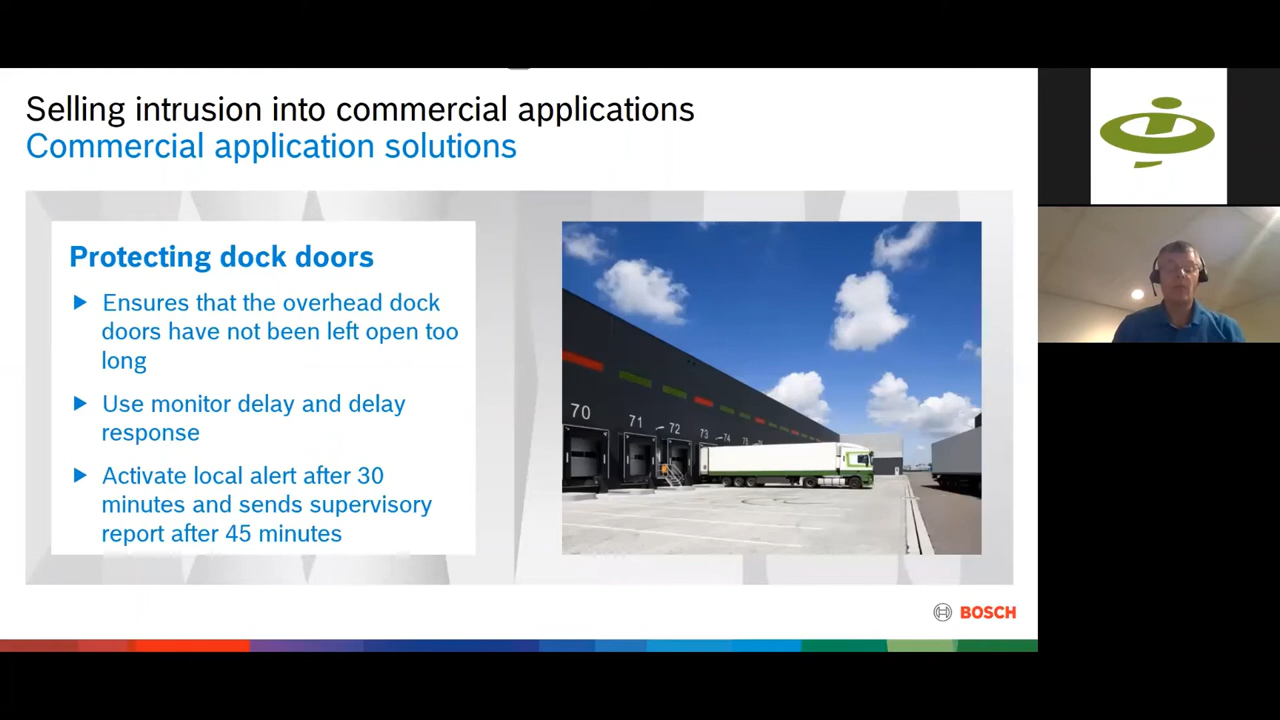 Selling intrusion into commercial applications
Commercial application solutions
Protecting dock doors
Ensures that the overhead dock
doors have not been left open too
long
Use monitor delay and delay
response
Activate local alert after 30
minutes and sends supervisory
report after 45 minutes
70
71
72
73
74
BOSCH